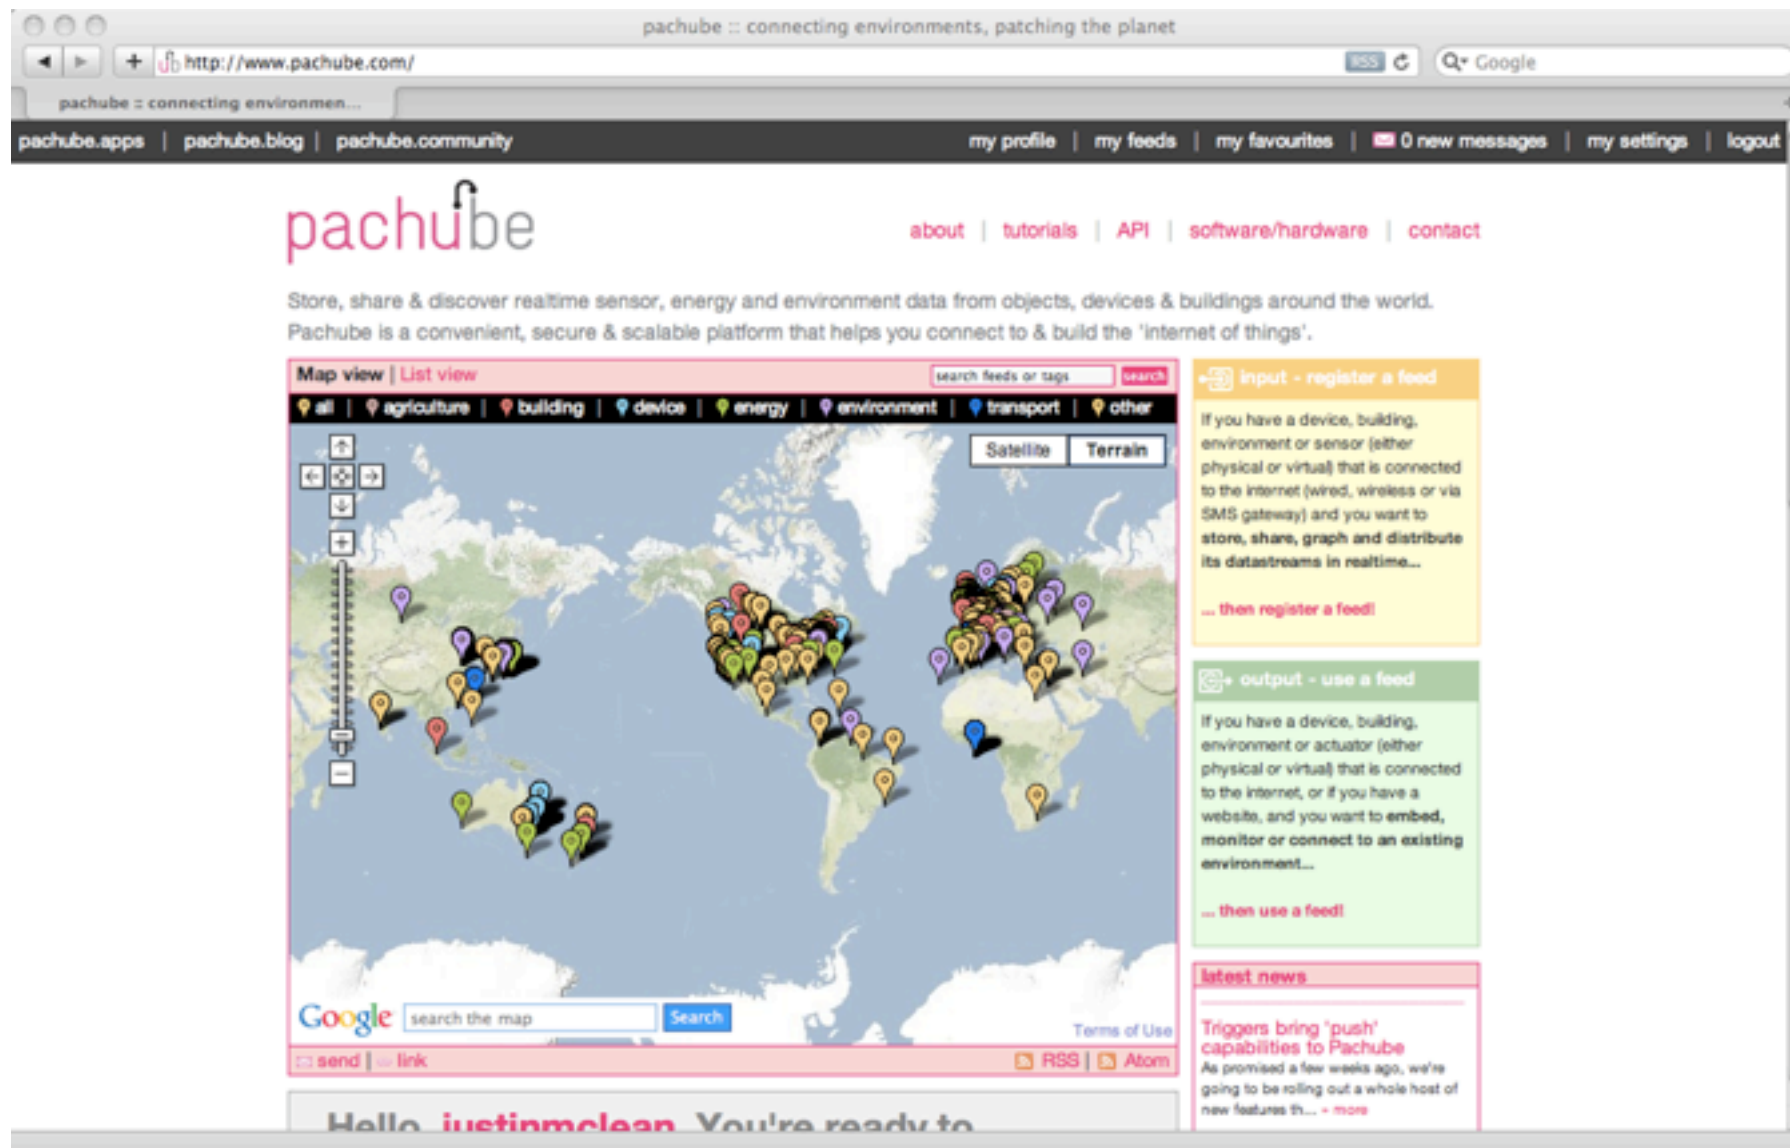 pachube :: connecting environments, patching the planet
http://www.pachube.com/
RSS
Google
pachube :: connecting environmen...
pachube.apps | pachube.blog | pachube.community
my profile | my feeds | my favourites | 0 new messages | my settings | logout
pachube
about | tutorials | API | software/hardware | contact
Store, share & discover realtime sensor, energy and environment data from objects, devices & buildings around the world.
Pachube is a convenient, secure & scalable platform that helps you connect to & build the 'internet of things'.
Map view | List view
search feeds or tags
search
all | agriculture | building | device | energy | environment | transport | other
Satellite
Terrain
Google
search the map
Search
Terms of Use
send | link
RSS | Atom
Hello, justinmclean. You're ready to
input - register a feed
If you have a device, building,
environment or sensor (either
physical or virtual) that is connected
to the internet (wired, wireless or via
SMS gateway) and you want to
store, share, graph and distribute
its datastreams in realtime...
... then register a feed!
output - use a feed
If you have a device, building,
environment or actuator (either
physical or virtual) that is connected
to the internet, or if you have a
website, and you want to embed,
monitor or connect to an existing
environment...
... then use a feed!
latest news
Triggers bring 'push'
capabilities to Pachube
As promised a few weeks ago, we're
going to be rolling out a whole host of
new features th... + more